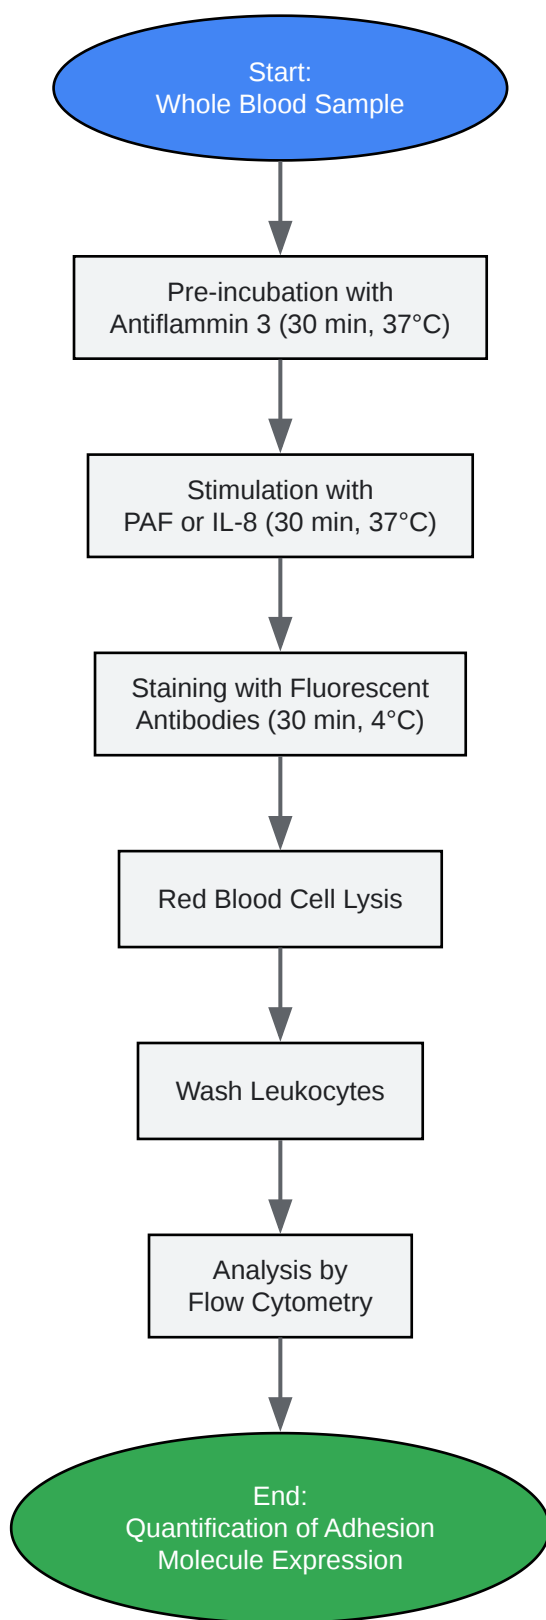 Start:
Whole Blood Sample
Pre-incubation with
Antiflammin 3 (30 min, 37°C)
Stimulation with
PAF or IL-8 (30 min, 37°C)
Staining with Fluorescent
Antibodies (30 min, 4°C)
Red Blood Cell Lysis
Wash Leukocytes
Analysis by
Flow Cytometry
End:
Quantification of Adhesion
Molecule Expression